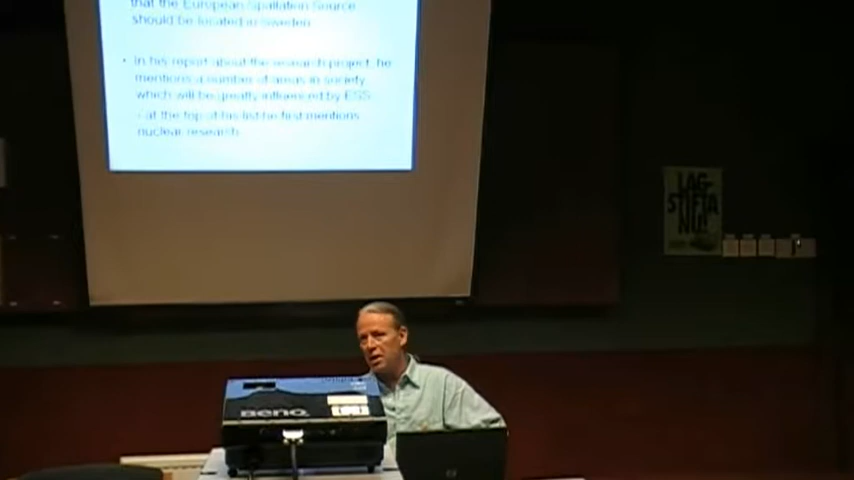 that the European Spallation Source
should be located in Sweden.
• In his report about the research project, he
mentions a number of areas in society
which will be greatly influenced by ESS
- at the top of his list he first mentions
nuclear research.
LAG-
STIFTA
NU!
BENQ
hp